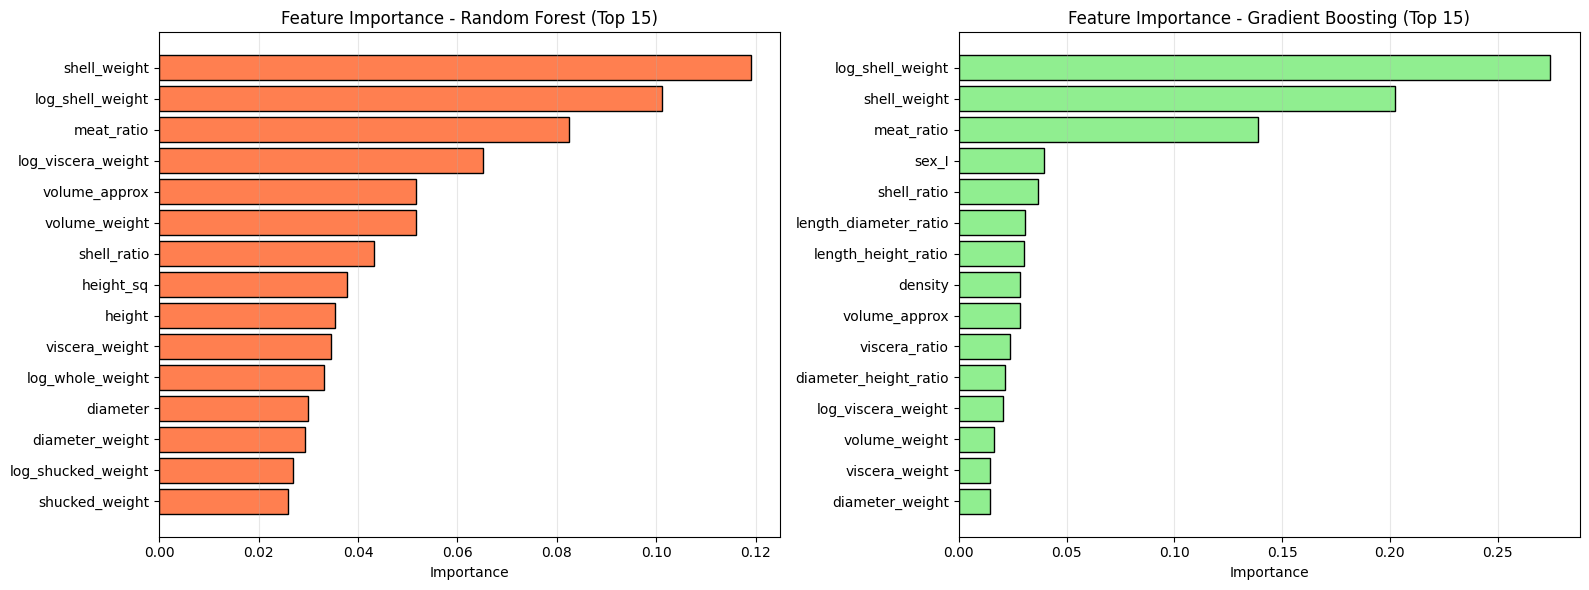 Feature Importance - Random Forest (Top 15)
shell_weight
log_shell_weight
meat_ratio
log_viscera_weight
volume_approx
volume_weight
shell_ratio
height_sq
height
viscera_weight
log_whole_weight
diameter
diameter_weight
log_shucked_weight
shucked_weight
0.00 0.02 0.04 0.06 0.08 0.10 0.12
Importance
Feature Importance - Gradient Boosting (Top 15)
log_shell_weight
shell_weight
meat_ratio
sex_I
shell_ratio
length_diameter_ratio
length_height_ratio
density
volume_approx
viscera_ratio
diameter_height_ratio
log_viscera_weight
volume_weight
viscera_weight
diameter_weight
0.00 0.05 0.10 0.15 0.20 0.25
Importance